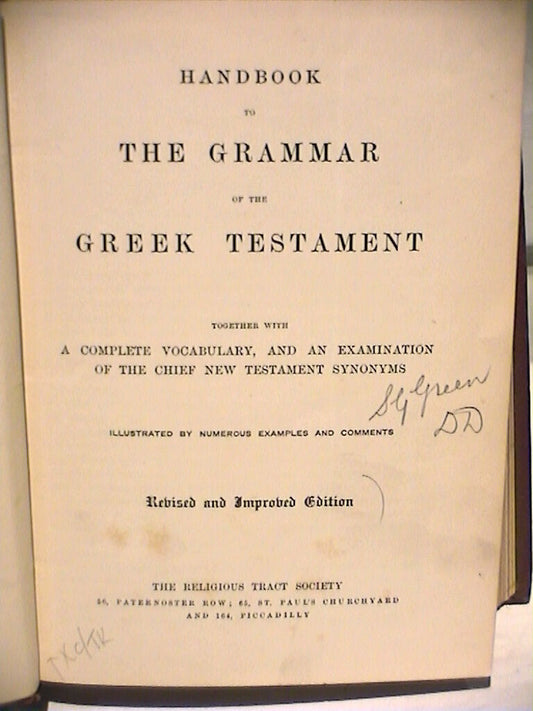 HANDBOOK
TO
THE GRAMMAR
OF THE
GREEK TESTAMENT
TOGETHER WITH
A COMPLETE VOCABULARY, AND AN EXAMINATION
OF THE CHIEF NEW TESTAMENT SYNONYMS
SG Green
DD
ILLUSTRATED BY NUMEROUS EXAMPLES AND COMMENTS
Revised and Improved Edition
THE RELIGIOUS TRACT SOCIETY
56, PATERNOSTER ROW; 65, ST. PAUL'S CHURCHYARD
AND 164, PICCADILLY